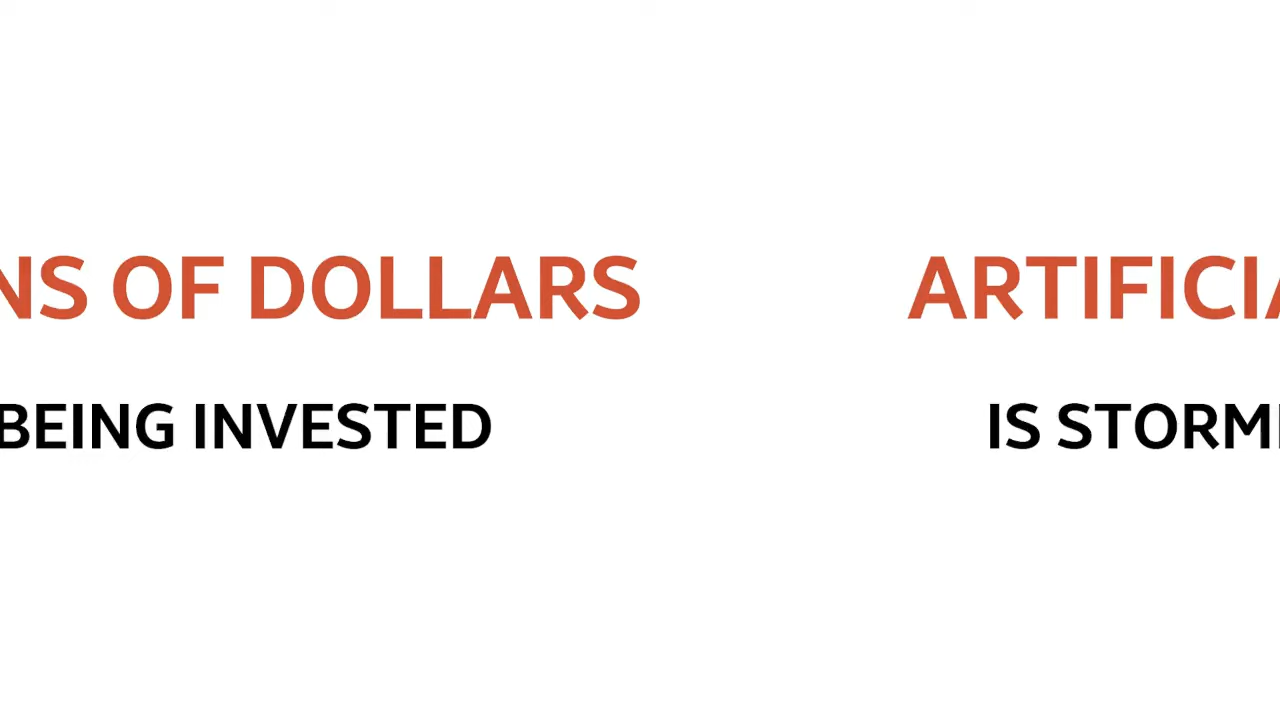 NS OF DOLLARS
BEING INVESTED
ARTIFICIA
IS STORM